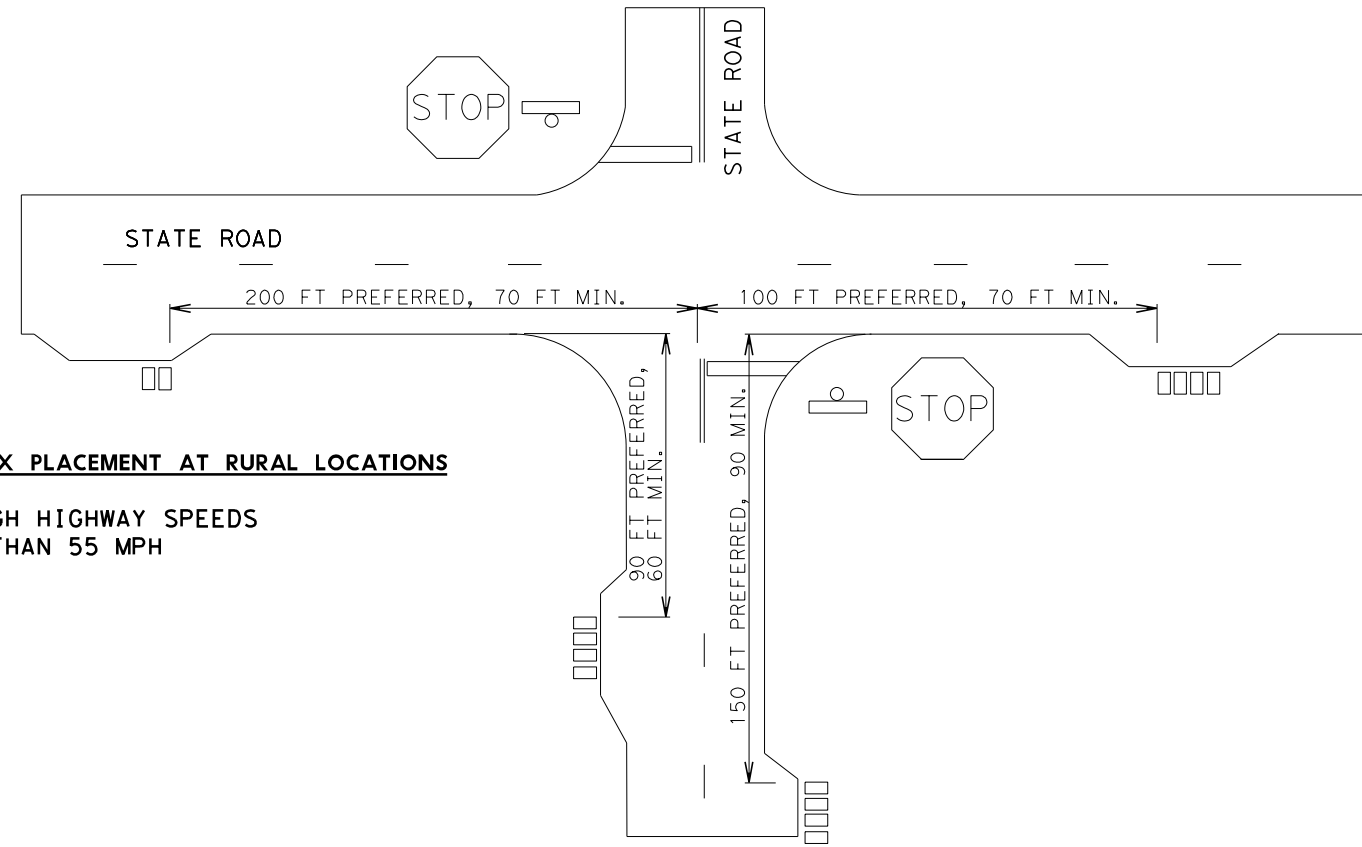 STATE ROAD
STOP
STATE ROAD
200 FT PREFERRED, 70 FT MIN.
100 FT PREFERRED, 70 FT MIN.
90 FT PREFERRED,
60 FT MIN.
150 FT PREFERRED, 90 MIN.
STOP
X PLACEMENT AT RURAL LOCATIONS
GH HIGHWAY SPEEDS
THAN 55 MPH